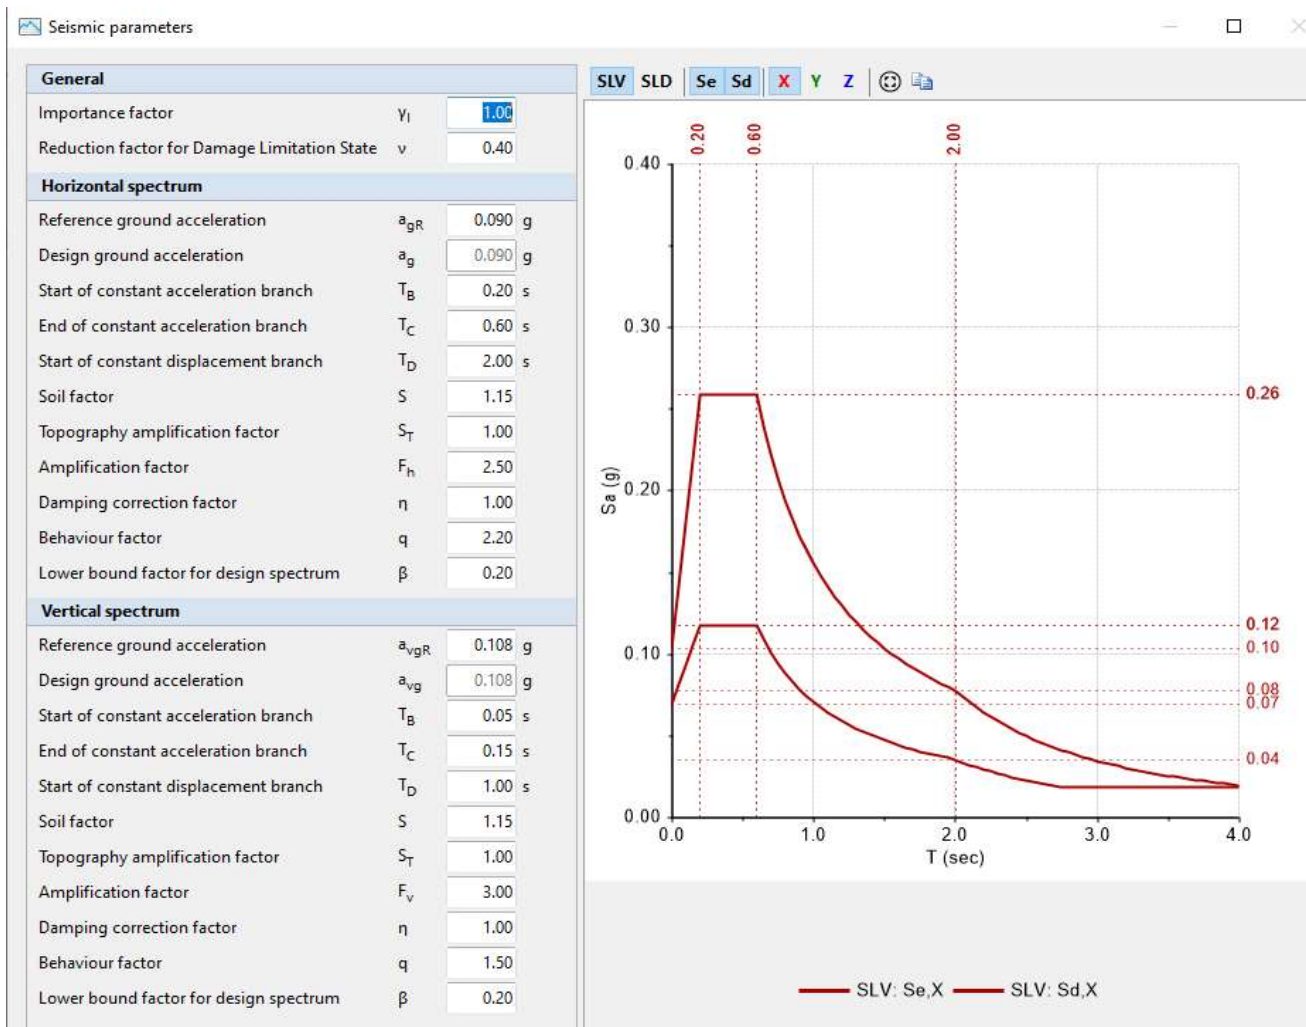 Seismic parameters
General
Importance factor γI 1.00
Reduction factor for Damage Limitation State ν 0.40
Horizontal spectrum
Reference ground acceleration agR 0.090 g
Design ground acceleration ag 0.090 g
Start of constant acceleration branch TB 0.20 s
End of constant acceleration branch TC 0.60 s
Start of constant displacement branch TD 2.00 s
Soil factor S 1.15
Topography amplification factor ST 1.00
Amplification factor Fh 2.50
Damping correction factor η 1.00
Behaviour factor q 2.20
Lower bound factor for design spectrum β 0.20
Vertical spectrum
Reference ground acceleration avgR 0.108 g
Design ground acceleration avg 0.108 g
Start of constant acceleration branch TB 0.05 s
End of constant acceleration branch TC 0.15 s
Start of constant displacement branch TD 1.00 s
Soil factor S 1.15
Topography amplification factor ST 1.00
Amplification factor Fv 3.00
Damping correction factor η 1.00
Behaviour factor q 1.50
Lower bound factor for design spectrum β 0.20
SLV SLD Se Sd X Y Z
0.20 0.60 2.00
0.40
0.30
0.20
0.10
0.00
Sa (g)
0.26
0.12
0.10
0.08
0.07
0.04
0.0 1.0 2.0 3.0 4.0
T (sec)
SLV: Se,X SLV: Sd,X